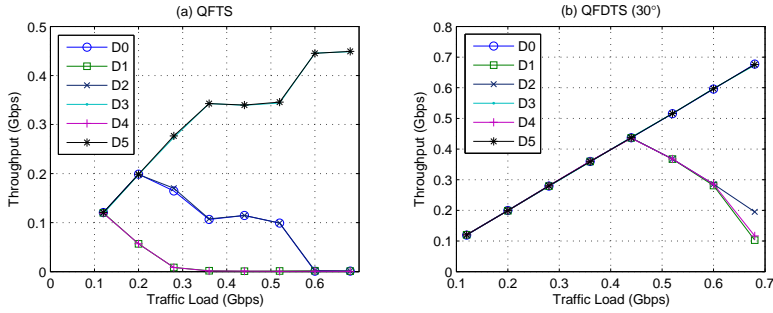 (a) QFTS
Throughput (Gbps)
0.5
0.4
0.3
0.2
0.1
0
D0
D1
D2
D3
D4
D5
0 0.1 0.2 0.3 0.4 0.5 0.6 0.7
Traffic Load (Gbps)
(b) QFDTS (30°)
Throughput (Gbps)
0.8
0.7
0.6
0.5
0.4
0.3
0.2
0.1
0
D0
D1
D2
D3
D4
D5
0.1 0.2 0.3 0.4 0.5 0.6 0.7
Traffic Load (Gbps)